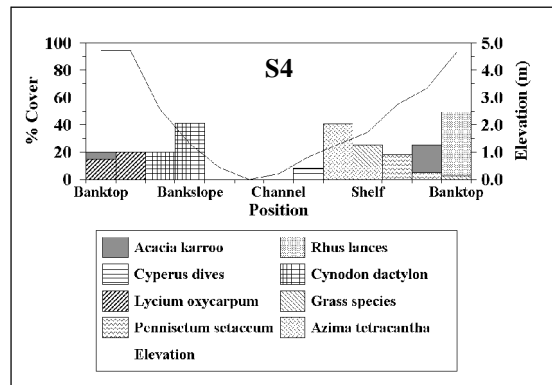 S4
100
80
60
40
20
0
% Cover
5.0
4.0
3.0
2.0
1.0
0.0
Elevation (m)
Banktop Bankslope Channel Shelf Banktop
Position
Acacia karroo Rhus lances
Cyperus dives Cynodon dactylon
Lycium oxycarpum Grass species
Pennisetum setaceum Azima tetracantha
Elevation